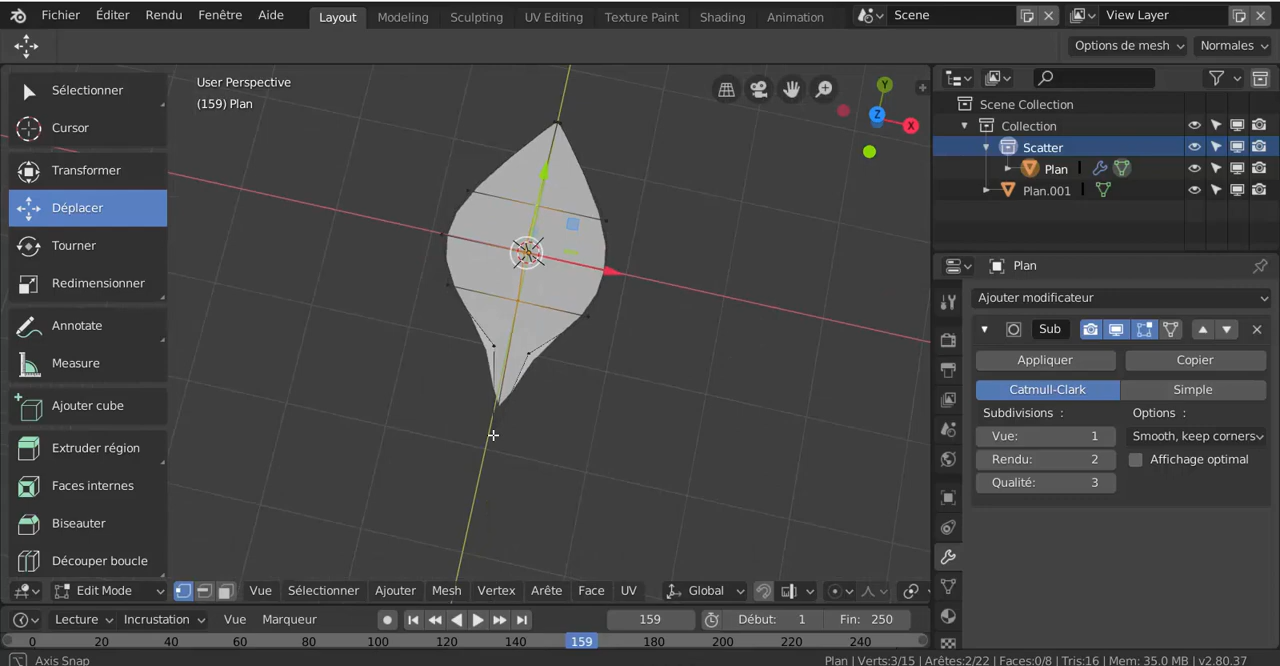 Fichier Éditer Rendu Fenêtre Aide Layout Modeling Sculpting UV Editing Texture Paint Shading Animation Scene View Layer
Options de mesh Normales
User Perspective
(159) Plan
Sélectionner
Cursor
Transformer
Déplacer
Tourner
Redimensionner
Annotate
Measure
Ajouter cube
Extruder région
Faces internes
Biseauter
Découper boucle
Y
Z
X
Scene Collection
Collection
Scatter
Plan
Plan.001
Plan
Ajouter modificateur
Sub
Appliquer Copier
Catmull-Clark Simple
Subdivisions : Options :
Vue: 1 Smooth, keep corners
Rendu: 2 Affichage optimal
Qualité: 3
Edit Mode Vue Sélectionner Ajouter Mesh Vertex Arête Face UV Global
Lecture Incrustation Vue Marqueur 159 Début: 1 Fin: 250
0 20 40 60 80 100 120 140 159 180 200 220 240
Axis Snap Plan | Verts:3/15 | Arêtes:2/22 | Faces:0/8 | Tris:16 | Mem: 35.0 MB | v2.80.37